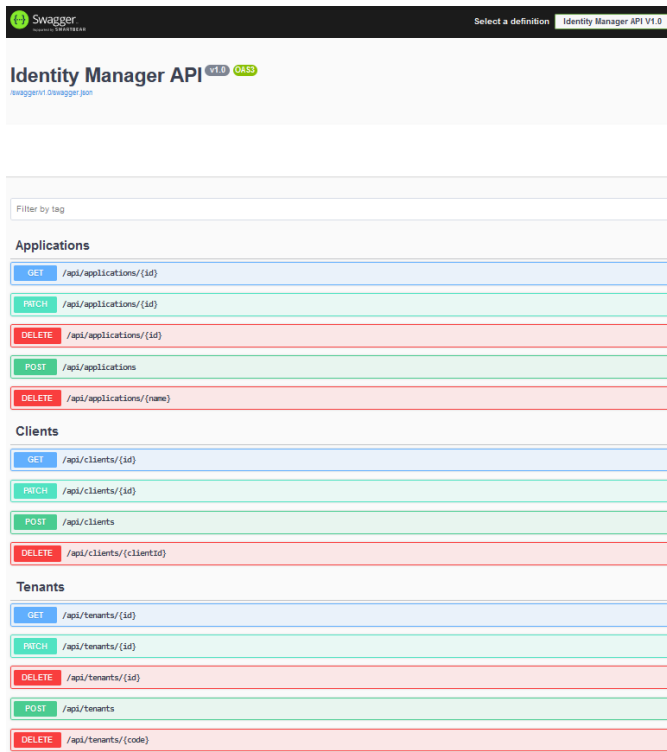 Swagger.
Supported by SMARTBEAR
Select a definition
Identity Manager API V1.0
Identity Manager API v1.0 OAS3
/swagger/v1.0/swagger.json
Filter by tag
Applications
GET /api/applications/{id}
PATCH /api/applications/{id}
DELETE /api/applications/{id}
POST /api/applications
DELETE /api/applications/{name}
Clients
GET /api/clients/{id}
PATCH /api/clients/{id}
POST /api/clients
DELETE /api/clients/{clientId}
Tenants
GET /api/tenants/{id}
PATCH /api/tenants/{id}
DELETE /api/tenants/{id}
POST /api/tenants
DELETE /api/tenants/{code}